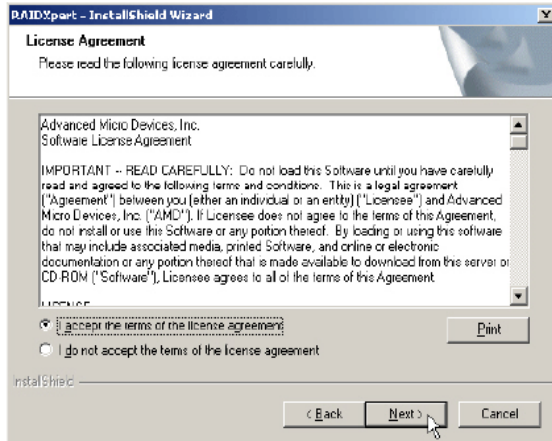 RAIDXpert - InstallShield Wizard
License Agreement
Please read the following license agreement carefully.
Advanced Micro Devices, Inc.
Software License Agreement
IMPORTANT -- READ CAREFULLY: Do not load this Software until you have carefully
read and agreed to the following terms and conditions. This is a legal agreement
("Agreement") between you (either an individual or an entity) ("Licensee") and Advanced
Micro Devices, Inc. ("AMD"). If Licensee does not agree to the terms of this Agreement,
do not install or use this Software or any portion thereof. By loading or using this software
that may include associated media, printed Software, and online or electronic
documentation or any portion thereof that is made available to download from this server or
CD-ROM ("Software"), Licensee agrees to all of the terms of this Agreement
LICENSE
I accept the terms of the license agreement
Print
I do not accept the terms of the license agreement
InstallShield
< Back
Next >
Cancel